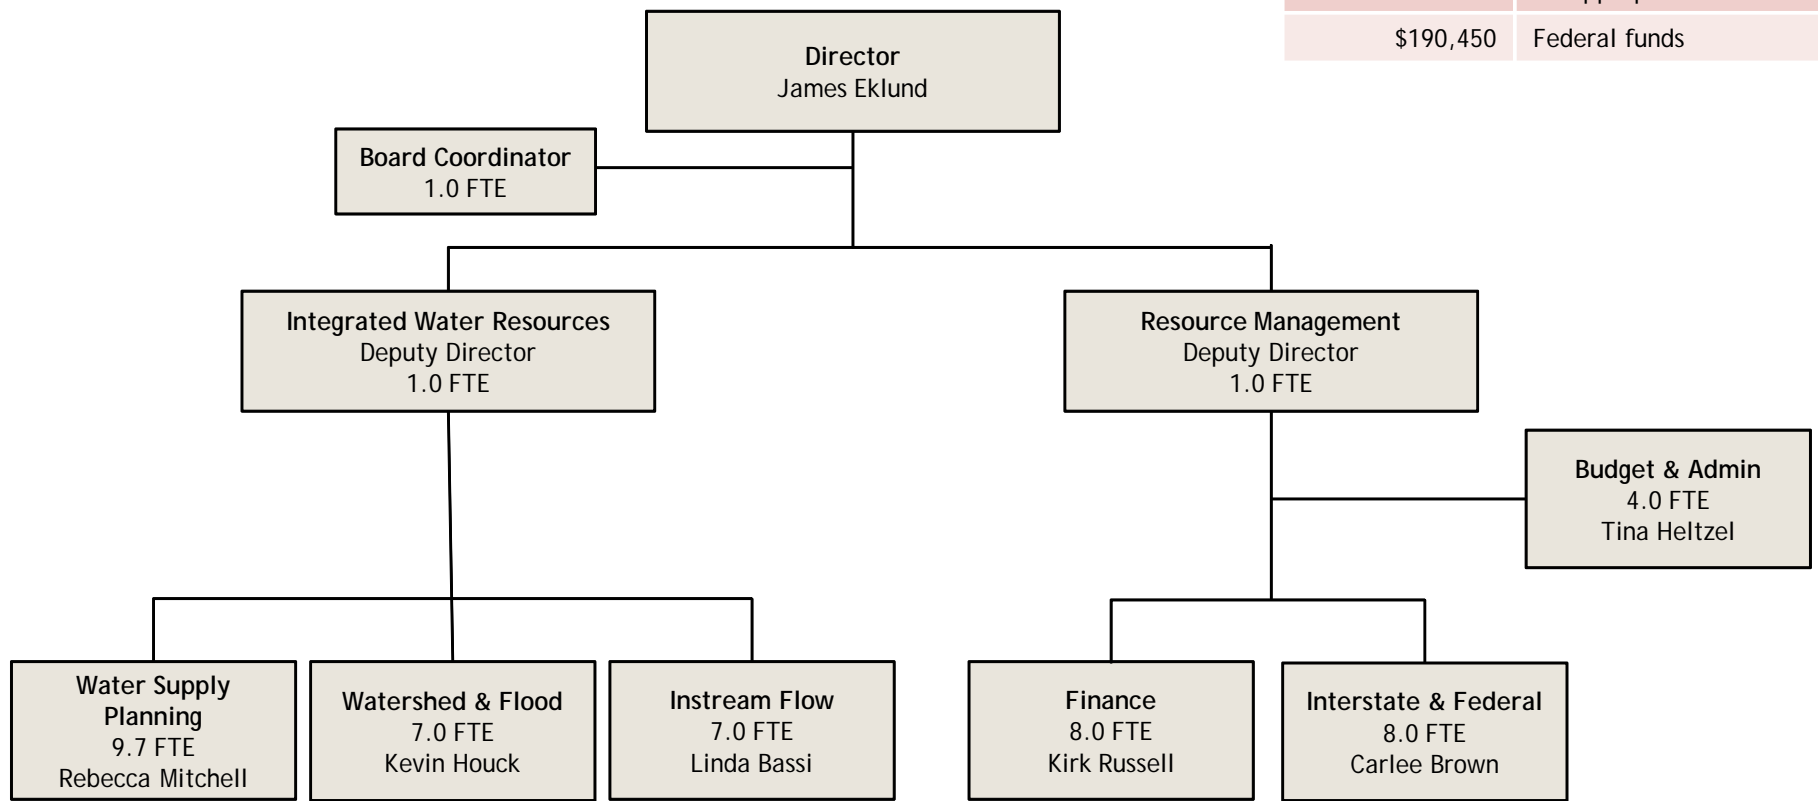 $190,450 Federal funds
Director
James Eklund
Board Coordinator
1.0 FTE
Integrated Water Resources
Deputy Director
1.0 FTE
Resource Management
Deputy Director
1.0 FTE
Budget & Admin
4.0 FTE
Tina Heltzel
Water Supply
Planning
9.7 FTE
Rebecca Mitchell
Watershed & Flood
7.0 FTE
Kevin Houck
Instream Flow
7.0 FTE
Linda Bassi
Finance
8.0 FTE
Kirk Russell
Interstate & Federal
8.0 FTE
Carlee Brown